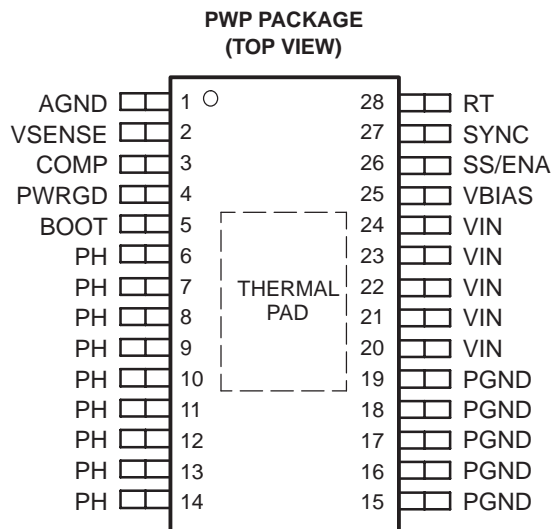 PWP PACKAGE
(TOP VIEW)
AGND 1 28 RT
VSENSE 2 27 SYNC
COMP 3 26 SS/ENA
PWRGD 4 25 VBIAS
BOOT 5 24 VIN
PH 6 23 VIN
PH 7 THERMAL 22 VIN
PH 8 PAD 21 VIN
PH 9 20 VIN
PH 10 19 PGND
PH 11 18 PGND
PH 12 17 PGND
PH 13 16 PGND
PH 14 15 PGND